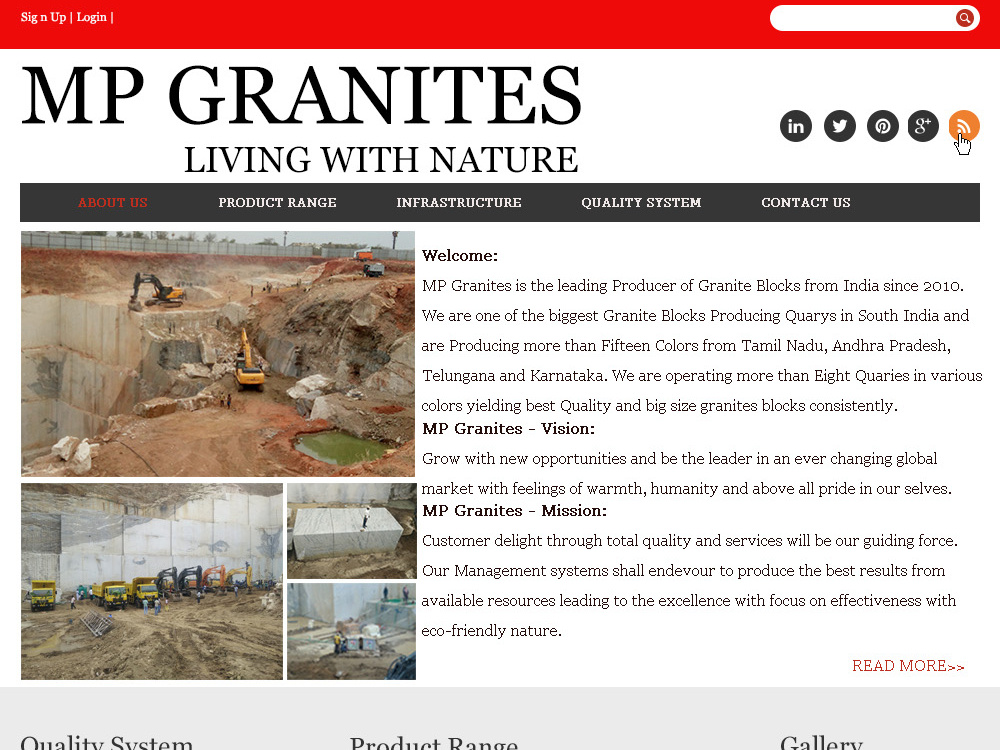 Sig n Up | Login |
MP GRANITES
LIVING WITH NATURE
in
g+
ABOUT US PRODUCT RANGE INFRASTRUCTURE QUALITY SYSTEM CONTACT US
Welcome:
MP Granites is the leading Producer of Granite Blocks from India since 2010.
We are one of the biggest Granite Blocks Producing Quarys in South India and
are Producing more than Fifteen Colors from Tamil Nadu, Andhra Pradesh,
Telungana and Karnataka. We are operating more than Eight Quaries in various
colors yielding best Quality and big size granites blocks consistently.
MP Granites - Vision:
Grow with new opportunities and be the leader in an ever changing global
market with feelings of warmth, humanity and above all pride in our selves.
MP Granites - Mission:
Customer delight through total quality and services will be our guiding force.
Our Management systems shall endevour to produce the best results from
available resources leading to the excellence with focus on effectiveness with
eco-friendly nature.
READ MORE>>
Quality System Product Range Gallery